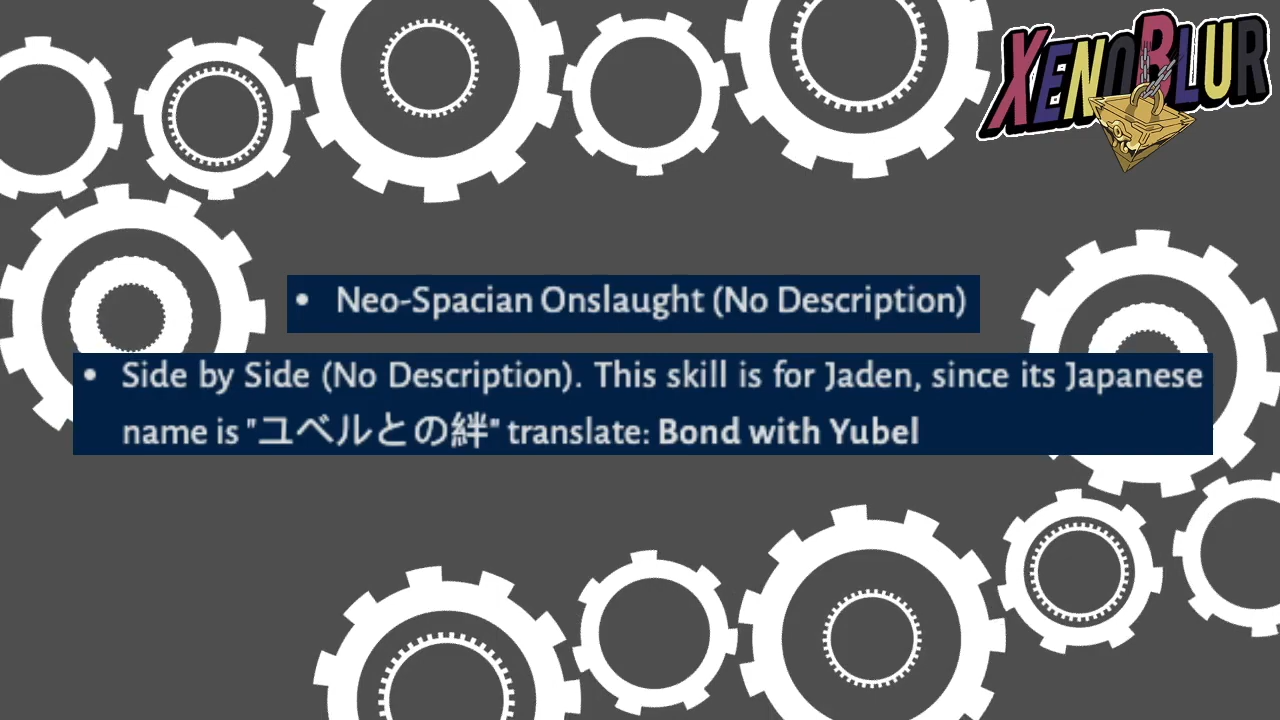 XENOBLUR
• Neo-Spacian Onslaught (No Description)
• Side by Side (No Description). This skill is for Jaden, since its Japanese
name is "ユベルとの絆" translate: Bond with Yubel